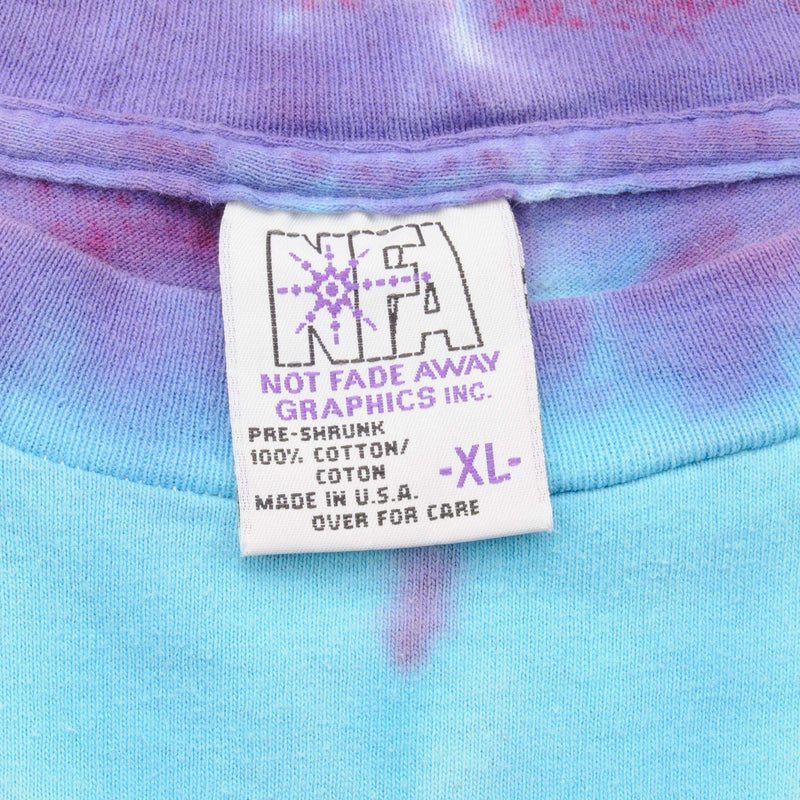 NFA
NOT FADE AWAY
GRAPHICS INC.
PRE-SHRUNK
100% COTTON/
COTON
-XL-
MADE IN U.S.A.
OVER FOR CARE